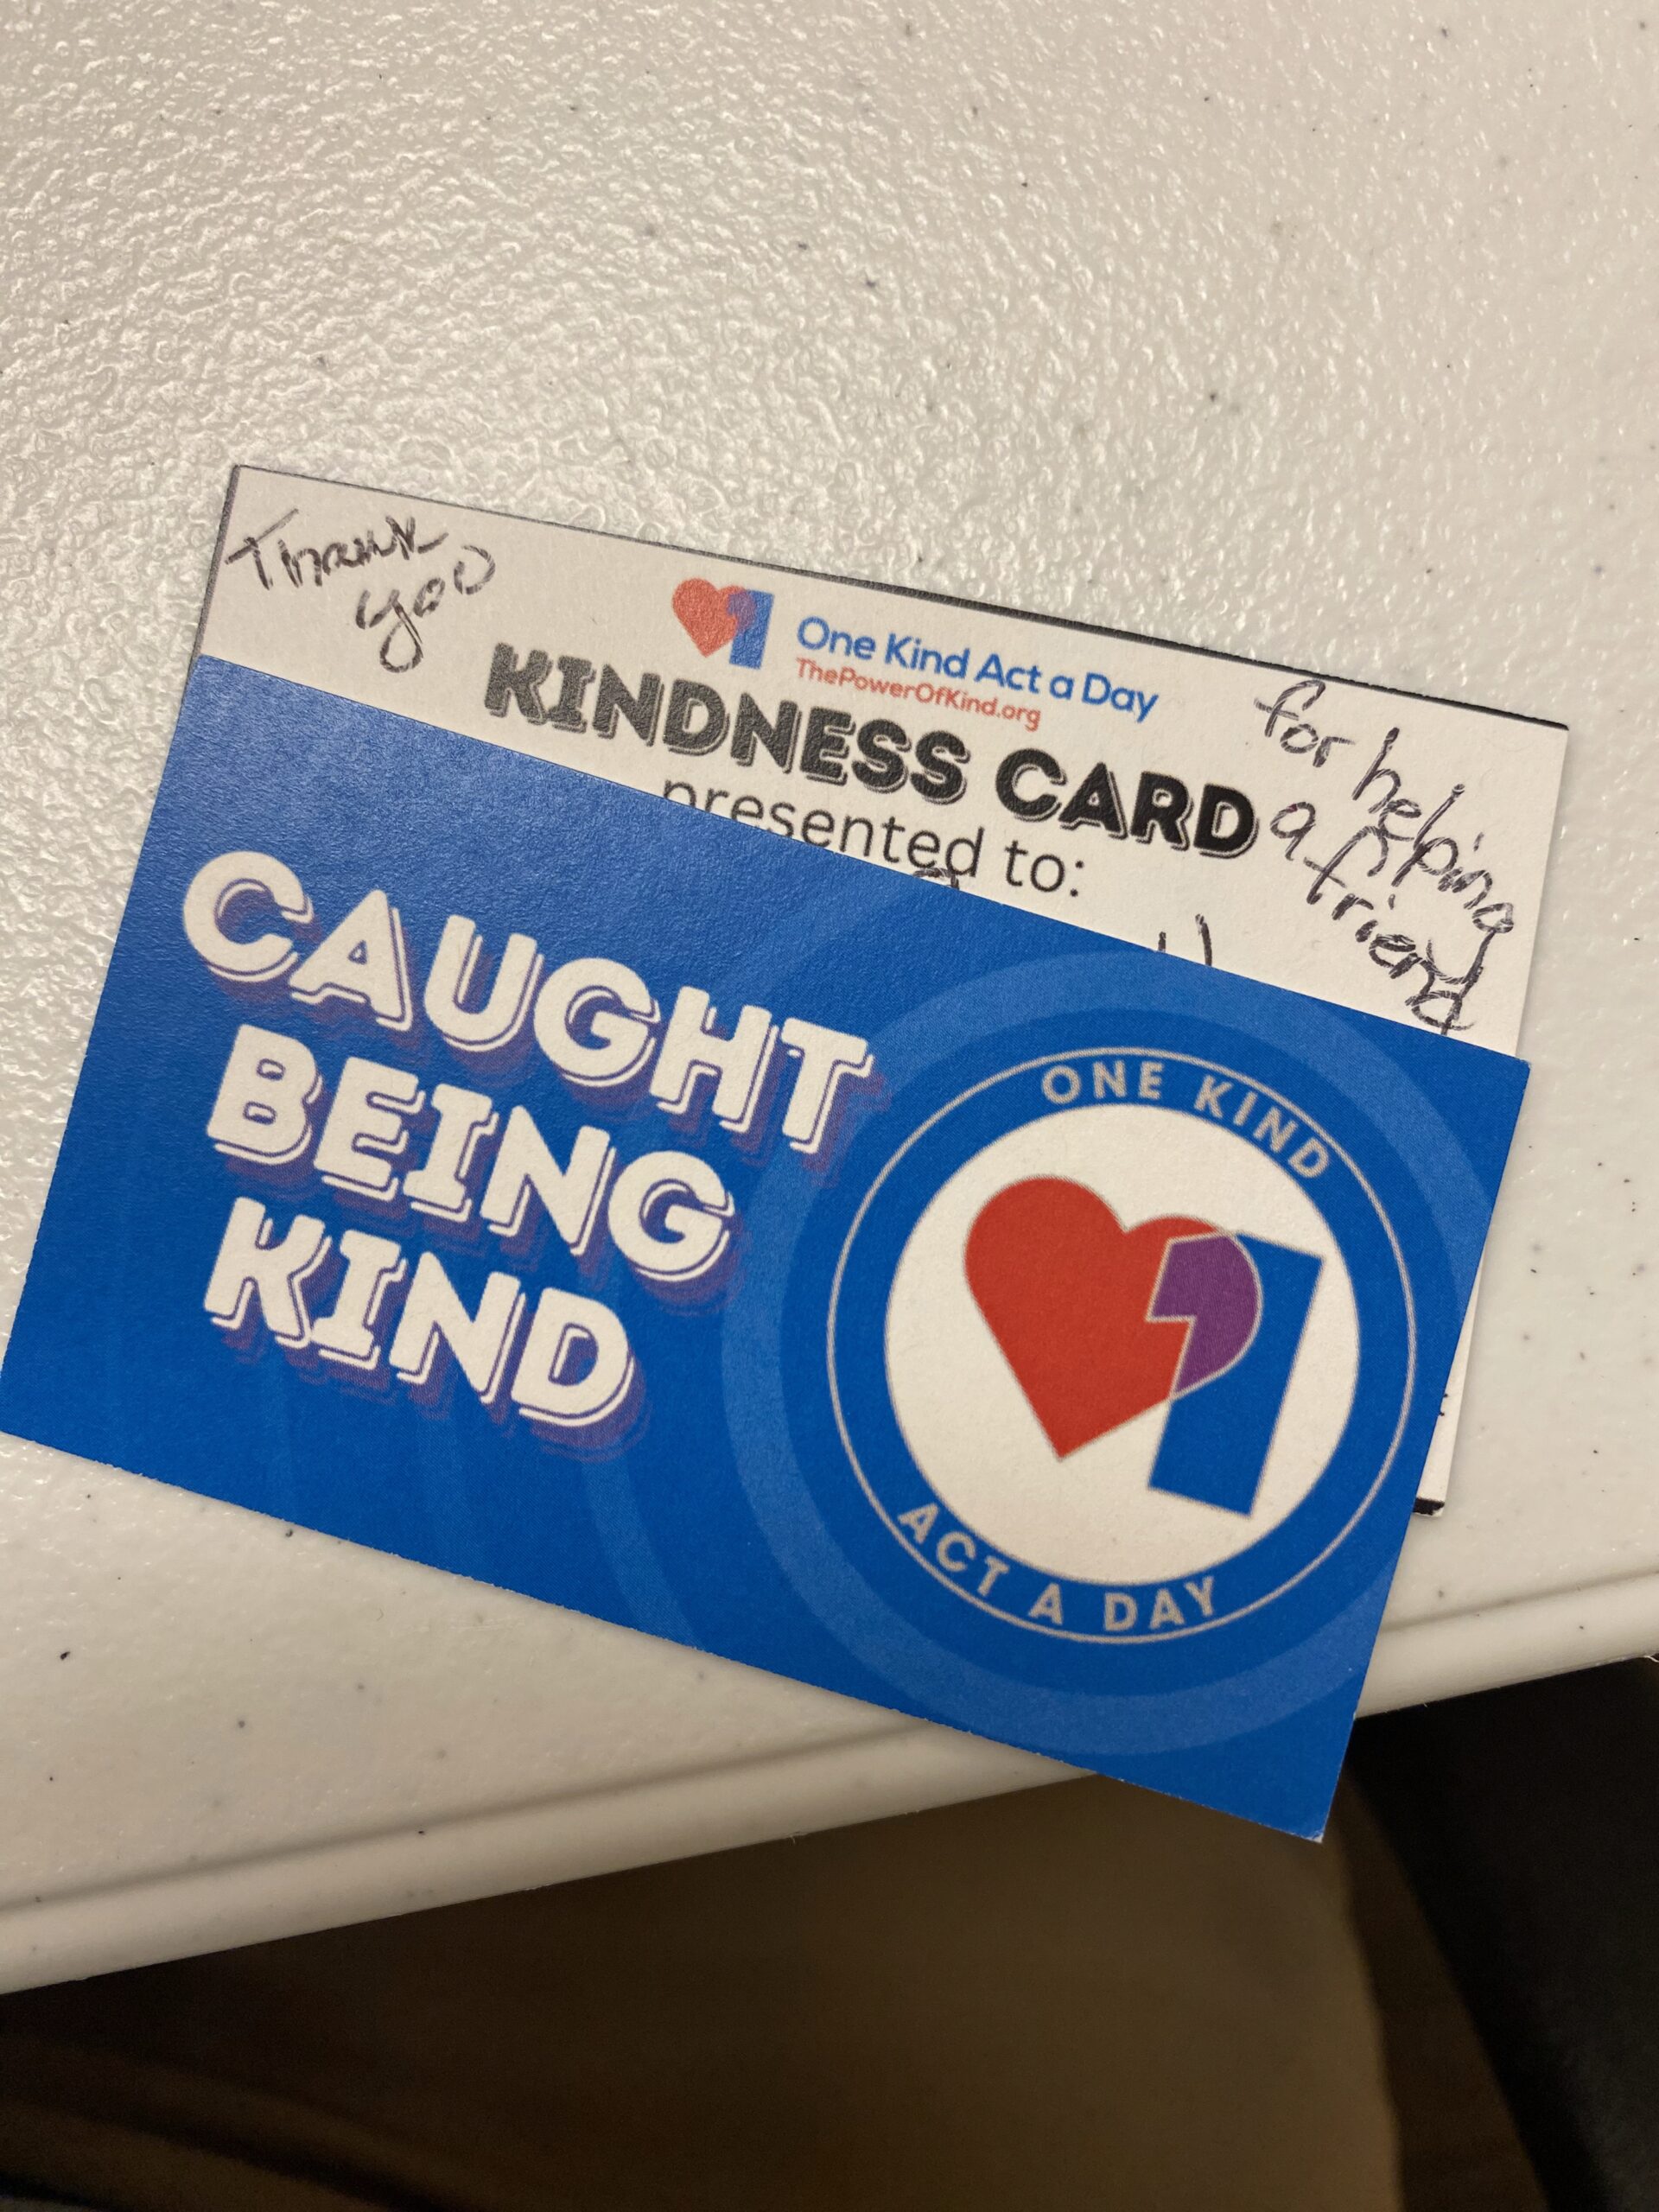 Thank
you
One Kind Act a Day
ThePowerOfKind.org
KINDNESS CARD
presented to:
for helping
a friend
CAUGHT
BEING
KIND
ONE KIND
ACT A DAY